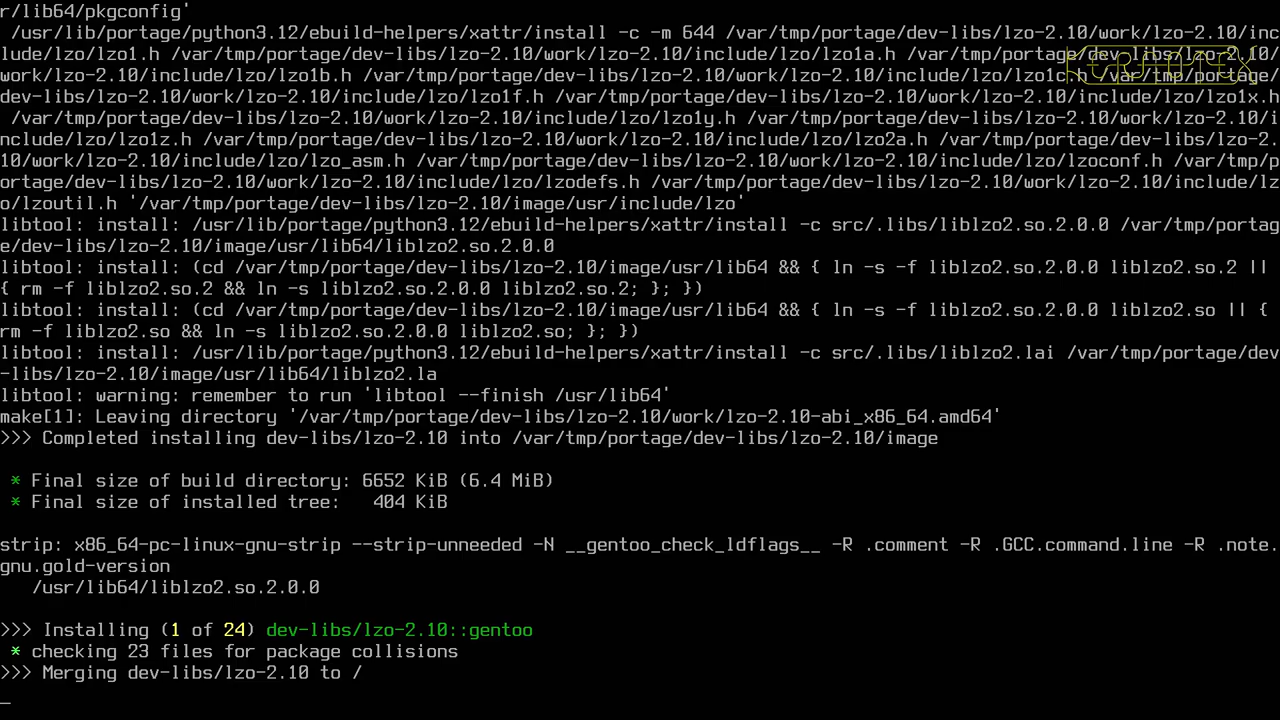 r/lib64/pkgconfig'
 /usr/lib/portage/python3.12/ebuild-helpers/xattr/install -c -m 644 /var/tmp/portage/dev-libs/lzo-2.10/work/lzo-2.10/inc
lude/lzo/lzo1.h /var/tmp/portage/dev-libs/lzo-2.10/work/lzo-2.10/include/lzo/lzo1a.h /var/tmp/portage/dev-libs/lzo-2.10/
work/lzo-2.10/include/lzo/lzo1b.h /var/tmp/portage/dev-libs/lzo-2.10/work/lzo-2.10/include/lzo/lzo1c.h /var/tmp/portage/
dev-libs/lzo-2.10/work/lzo-2.10/include/lzo/lzo1f.h /var/tmp/portage/dev-libs/lzo-2.10/work/lzo-2.10/include/lzo/lzo1x.h
 /var/tmp/portage/dev-libs/lzo-2.10/work/lzo-2.10/include/lzo/lzo1y.h /var/tmp/portage/dev-libs/lzo-2.10/work/lzo-2.10/i
nclude/lzo/lzo1z.h /var/tmp/portage/dev-libs/lzo-2.10/work/lzo-2.10/include/lzo/lzo2a.h /var/tmp/portage/dev-libs/lzo-2.
10/work/lzo-2.10/include/lzo/lzo_asm.h /var/tmp/portage/dev-libs/lzo-2.10/work/lzo-2.10/include/lzo/lzoconf.h /var/tmp/p
ortage/dev-libs/lzo-2.10/work/lzo-2.10/include/lzo/lzodefs.h /var/tmp/portage/dev-libs/lzo-2.10/work/lzo-2.10/include/lz
o/lzoutil.h '/var/tmp/portage/dev-libs/lzo-2.10/image/usr/include/lzo'
libtool: install: /usr/lib/portage/python3.12/ebuild-helpers/xattr/install -c src/.libs/liblzo2.so.2.0.0 /var/tmp/portag
e/dev-libs/lzo-2.10/image/usr/lib64/liblzo2.so.2.0.0
libtool: install: (cd /var/tmp/portage/dev-libs/lzo-2.10/image/usr/lib64 && { ln -s -f liblzo2.so.2.0.0 liblzo2.so.2 ||
{ rm -f liblzo2.so.2 && ln -s liblzo2.so.2.0.0 liblzo2.so.2; }; })
libtool: install: (cd /var/tmp/portage/dev-libs/lzo-2.10/image/usr/lib64 && { ln -s -f liblzo2.so.2.0.0 liblzo2.so || {
rm -f liblzo2.so && ln -s liblzo2.so.2.0.0 liblzo2.so; }; })
libtool: install: /usr/lib/portage/python3.12/ebuild-helpers/xattr/install -c src/.libs/liblzo2.lai /var/tmp/portage/dev
-libs/lzo-2.10/image/usr/lib64/liblzo2.la
libtool: warning: remember to run 'libtool --finish /usr/lib64'
make[1]: Leaving directory '/var/tmp/portage/dev-libs/lzo-2.10/work/lzo-2.10-abi_x86_64.amd64'
>>> Completed installing dev-libs/lzo-2.10 into /var/tmp/portage/dev-libs/lzo-2.10/image
 * Final size of build directory: 6652 KiB (6.4 MiB)
 * Final size of installed tree:   404 KiB
strip: x86_64-pc-linux-gnu-strip --strip-unneeded -N __gentoo_check_ldflags__ -R .comment -R .GCC.command.line -R .note.
gnu.gold-version
   /usr/lib64/liblzo2.so.2.0.0
>>> Installing (1 of 24) dev-libs/lzo-2.10::gentoo
 * checking 23 files for package collisions
>>> Merging dev-libs/lzo-2.10 to /